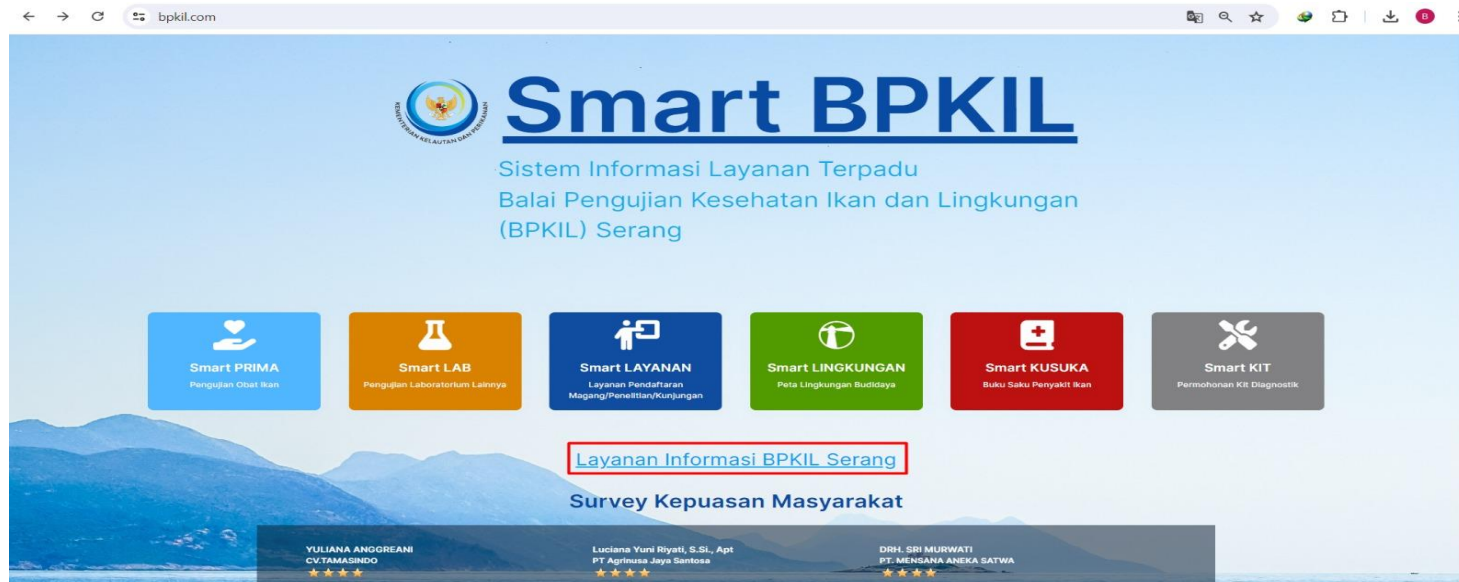 bpkil.com
B
KEMENTERIAN KELAUTAN DAN PERIKANAN
Smart BPKIL
Sistem Informasi Layanan Terpadu
Balai Pengujian Kesehatan Ikan dan Lingkungan
(BPKIL) Serang
Smart PRIMA
Pengujian Obat Ikan
Smart LAB
Pengujian Laboratorium Lainnya
Smart LAYANAN
Layanan Pendaftaran
Magang/Penelitian/Kunjungan
Smart LINGKUNGAN
Peta Lingkungan Budidaya
Smart KUSUKA
Buku Saku Penyakit Ikan
Smart KIT
Permohonan Kit Diagnostik
Layanan Informasi BPKIL Serang
Survey Kepuasan Masyarakat
YULIANA ANGGREANI
CV.TAMASINDO
Luciana Yuni Riyati, S.Si., Apt
PT Agrinusa Jaya Santosa
DRH. SRI MURWATI
PT. MENSANA ANEKA SATWA